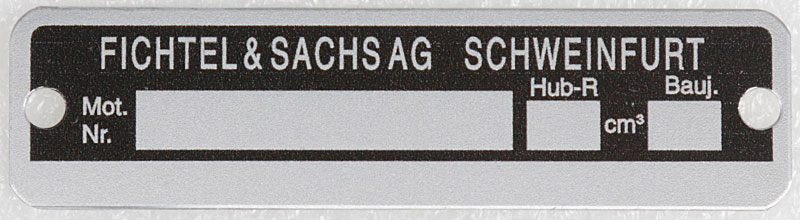 FICHTEL & SACHS AG SCHWEINFURT
Hub-R Bauj.
Mot. cm³
Nr.